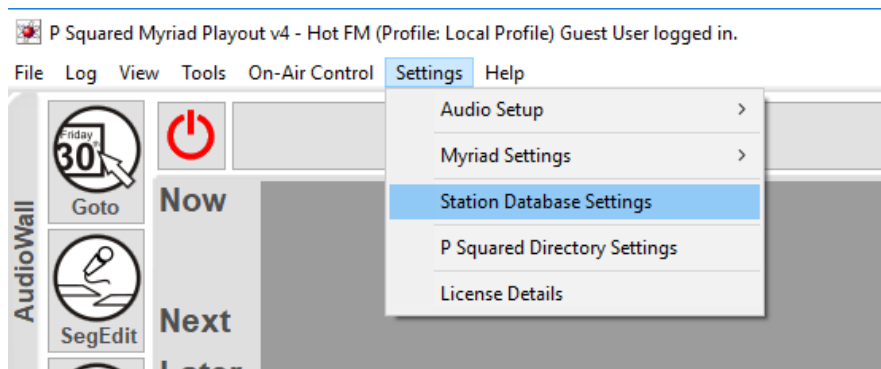 P Squared Myriad Playout v4 - Hot FM (Profile: Local Profile) Guest User logged in.
File Log View Tools On-Air Control Settings Help
Audio Setup
Myriad Settings
Station Database Settings
P Squared Directory Settings
License Details
AudioWall
Friday
30
Goto
SegEdit
Now
Next
Later